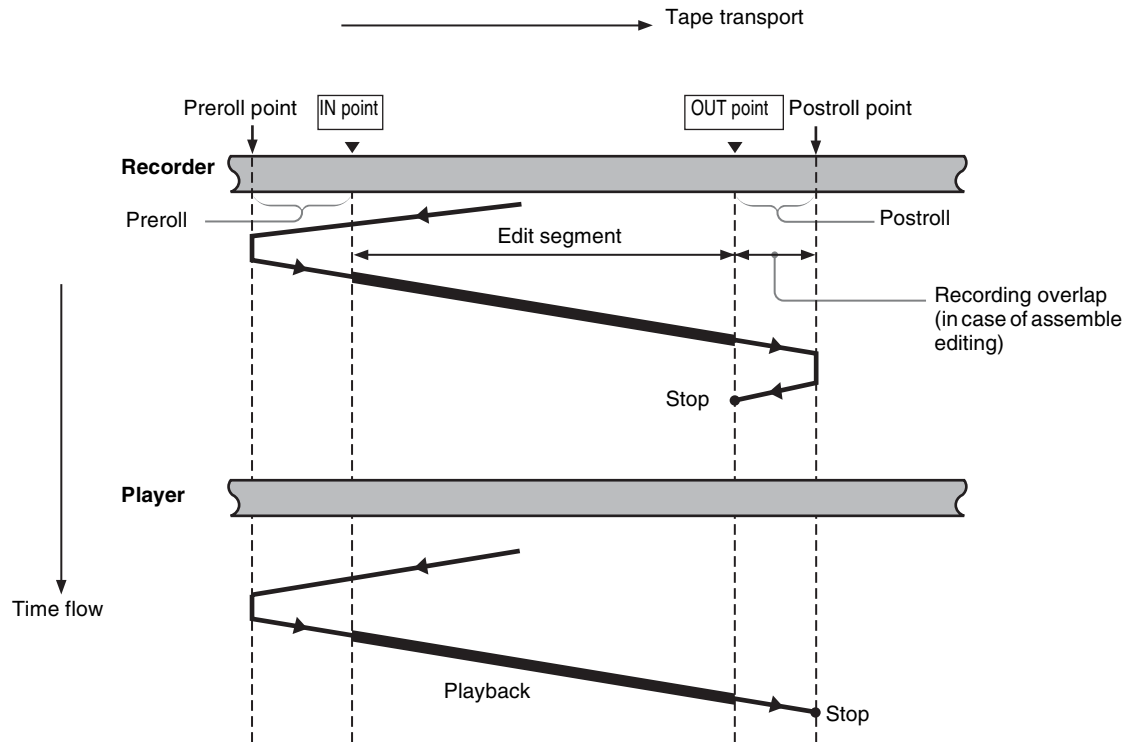 Tape transport
Preroll point
IN point
OUT point
Postroll point
Recorder
Preroll
Postroll
Edit segment
Recording overlap
(in case of assemble
editing)
Stop
Player
Time flow
Playback
Stop